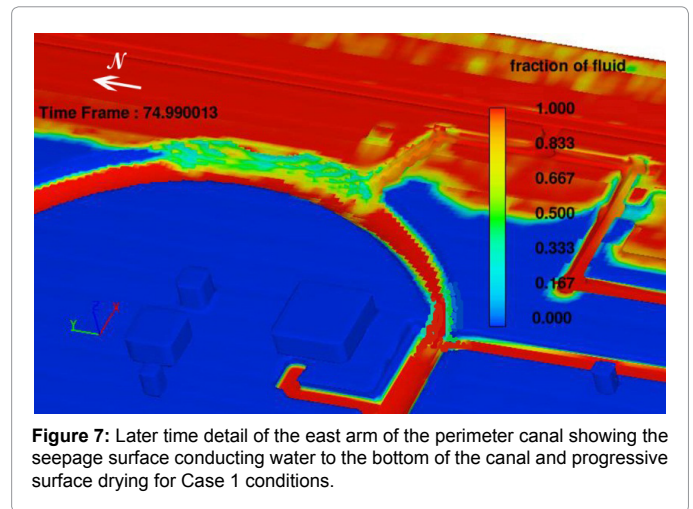 N
fraction of fluid
Time Frame : 74.990013
1.000
0.833
0.667
0.500
0.333
0.167
0.000
Y
Z
X
Figure 7: Later time detail of the east arm of the perimeter canal showing the
seepage surface conducting water to the bottom of the canal and progressive
surface drying for Case 1 conditions.